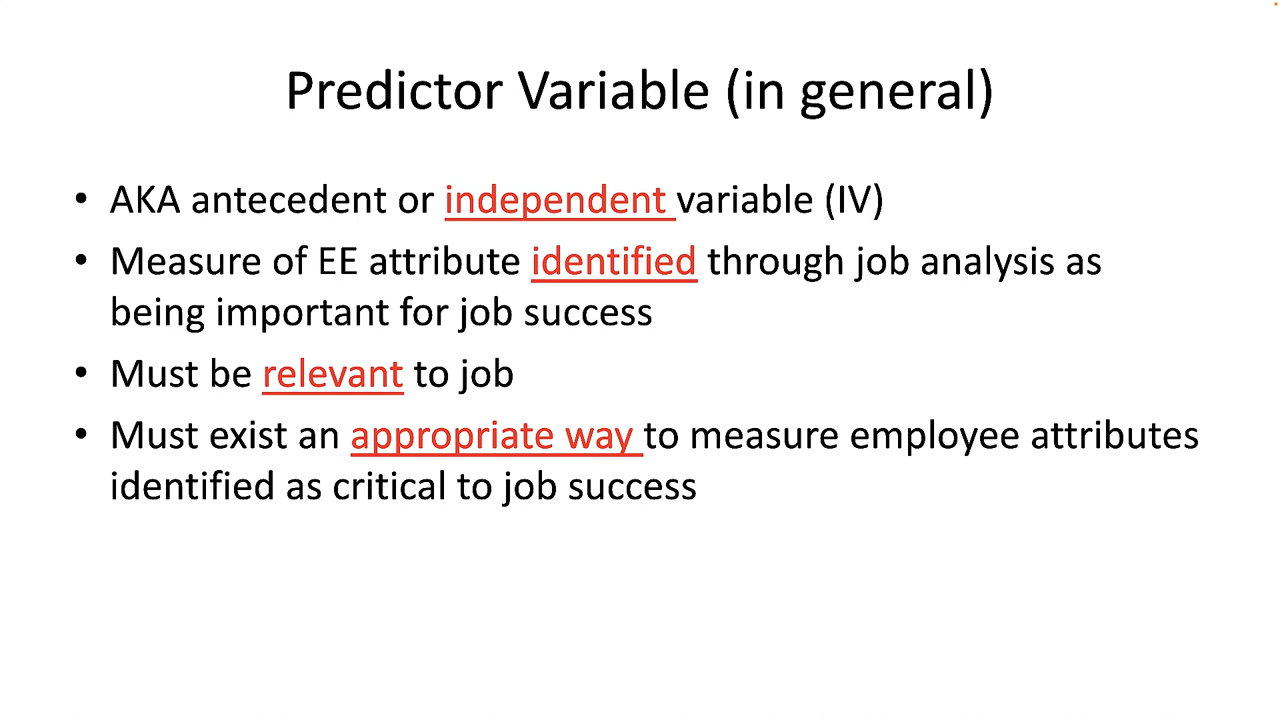 Predictor Variable (in general)
• AKA antecedent or independent variable (IV)
• Measure of EE attribute identified through job analysis as
being important for job success
• Must be relevant to job
• Must exist an appropriate way to measure employee attributes
identified as critical to job success